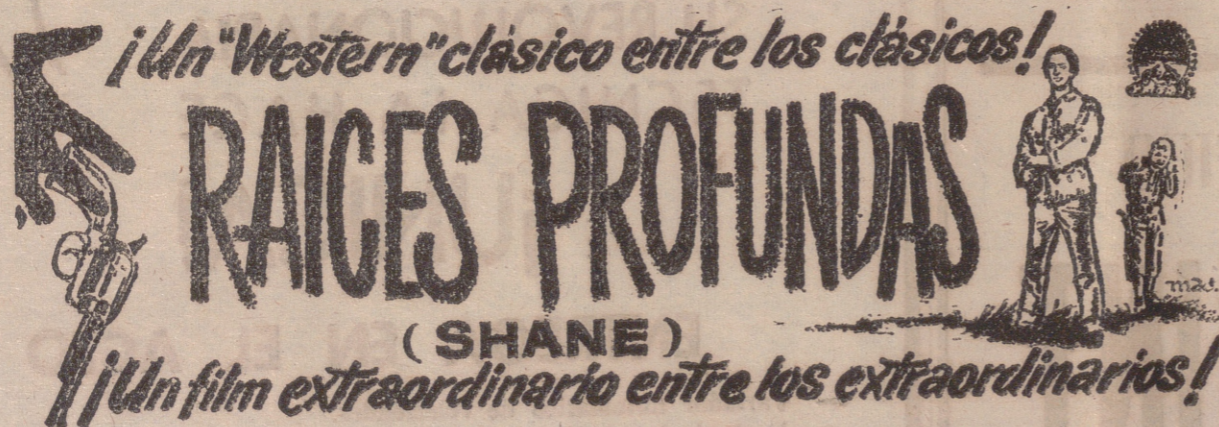 ¡Un "Western" clásico entre los clásicos!
RAICES PROFUNDAS
(SHANE)
¡Un film extraordinario entre los extraordinarios!